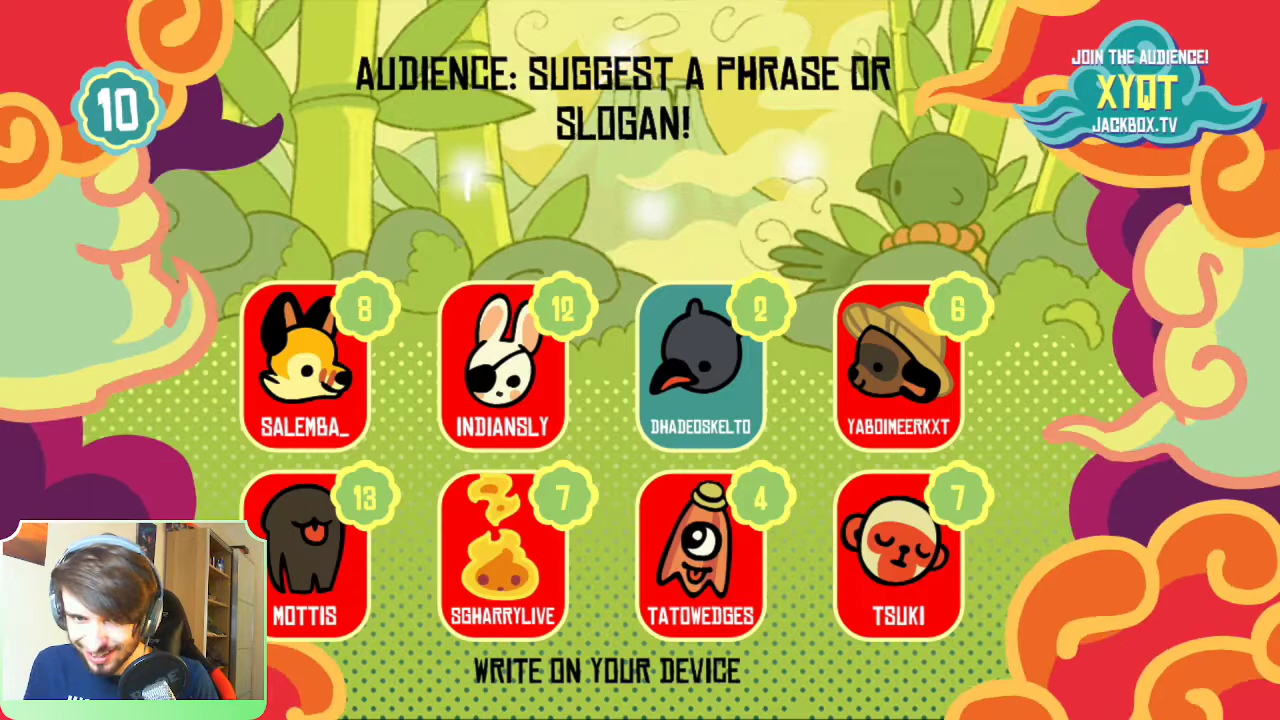 10
AUDIENCE: SUGGEST A PHRASE OR
SLOGAN!
JOIN THE AUDIENCE!
XYQT
JACKBOX.TV
8
12
2
6
SALEMBA_
INDIANSLY
DHADEOSKELTO
YABOIMEERKXT
13
7
4
7
MOTTIS
SGHARRYLIVE
TATOWEDGES
TSUKI
WRITE ON YOUR DEVICE